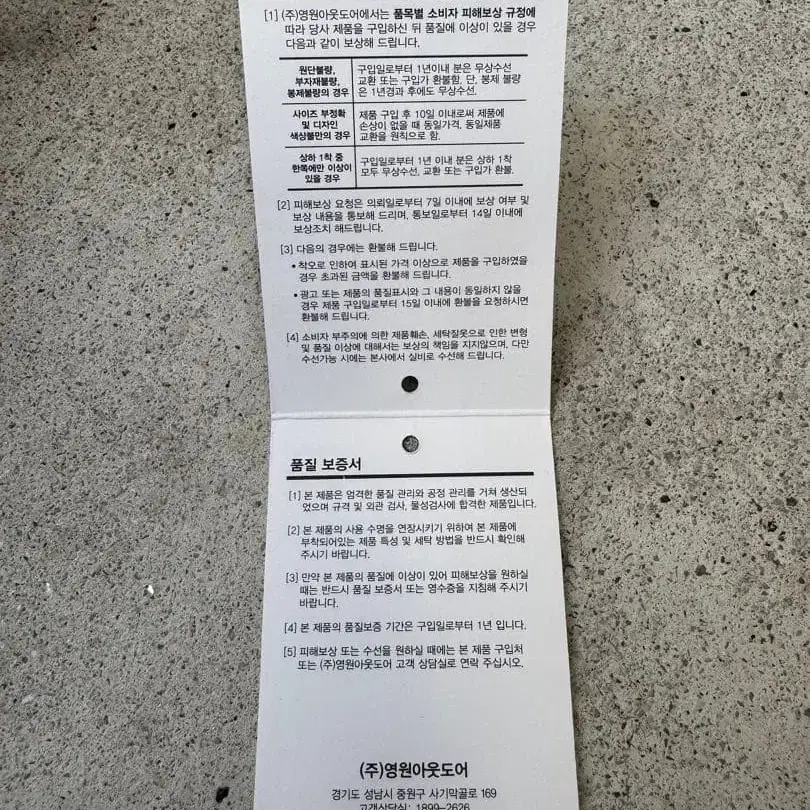 [1] (주)영원아웃도어에서는 품목별 소비자 피해보상 규정에
따라 당사 제품을 구입하신 뒤 품질에 이상이 있을 경우
다음과 같이 보상해 드립니다.
원단불량,
부자재불량,
봉제불량의 경우
구입일로부터 1년이내 분은 무상수선
교환 또는 구입가 환불함. 단, 봉제 불량
은 1년경과 후에도 무상수선.
사이즈 부정확
및 디자인
색상불만의 경우
제품 구입 후 10일 이내로써 제품에
손상이 없을 때 동일가격, 동일제품
교환을 원칙으로 함.
상하 1착 중
한쪽에만 이상이
있을 경우
구입일로부터 1년 이내 분은 상하 1착
모두 무상수선, 교환 또는 구입가 환불.
[2] 피해보상 요청은 의뢰일로부터 7일 이내에 보상 여부 및
보상 내용을 통보해 드리며, 통보일로부터 14일 이내에
보상조치 해드립니다.
[3] 다음의 경우에는 환불해 드립니다.
• 착오로 인하여 표시된 가격 이상으로 제품을 구입하였을
경우 초과된 금액을 환불해 드립니다.
• 광고 또는 제품의 품질표시와 그 내용이 동일하지 않을
경우 제품 구입일로부터 15일 이내에 환불을 요청하시면
환불해 드립니다.
[4] 소비자 부주의에 의한 제품훼손, 세탁질못으로 인한 변형
및 품질 이상에 대해서는 보상의 책임을 지지않으며, 다만
수선가능 시에는 본사에서 실비로 수선해 드립니다.
품질 보증서
[1] 본 제품은 엄격한 품질 관리와 공정 관리를 거쳐 생산되
었으며 규격 및 외관 검사, 물성검사에 합격한 제품입니다.
[2] 본 제품의 사용 수명을 연장시키기 위하여 본 제품에
부착되어있는 제품 특성 및 세탁 방법을 반드시 확인해
주시기 바랍니다.
[3] 만약 본 제품의 품질에 이상이 있어 피해보상을 원하실
때는 반드시 품질 보증서 또는 영수증을 지침해 주시기
바랍니다.
[4] 본 제품의 품질보증 기간은 구입일로부터 1년 입니다.
[5] 피해보상 또는 수선을 원하실 때에는 본 제품 구입처
또는 (주)영원아웃도어 고객 상담실로 연락 주십시오.
(주)영원아웃도어
경기도 성남시 중원구 사기막골로 169
고객상담실: 1899-2626